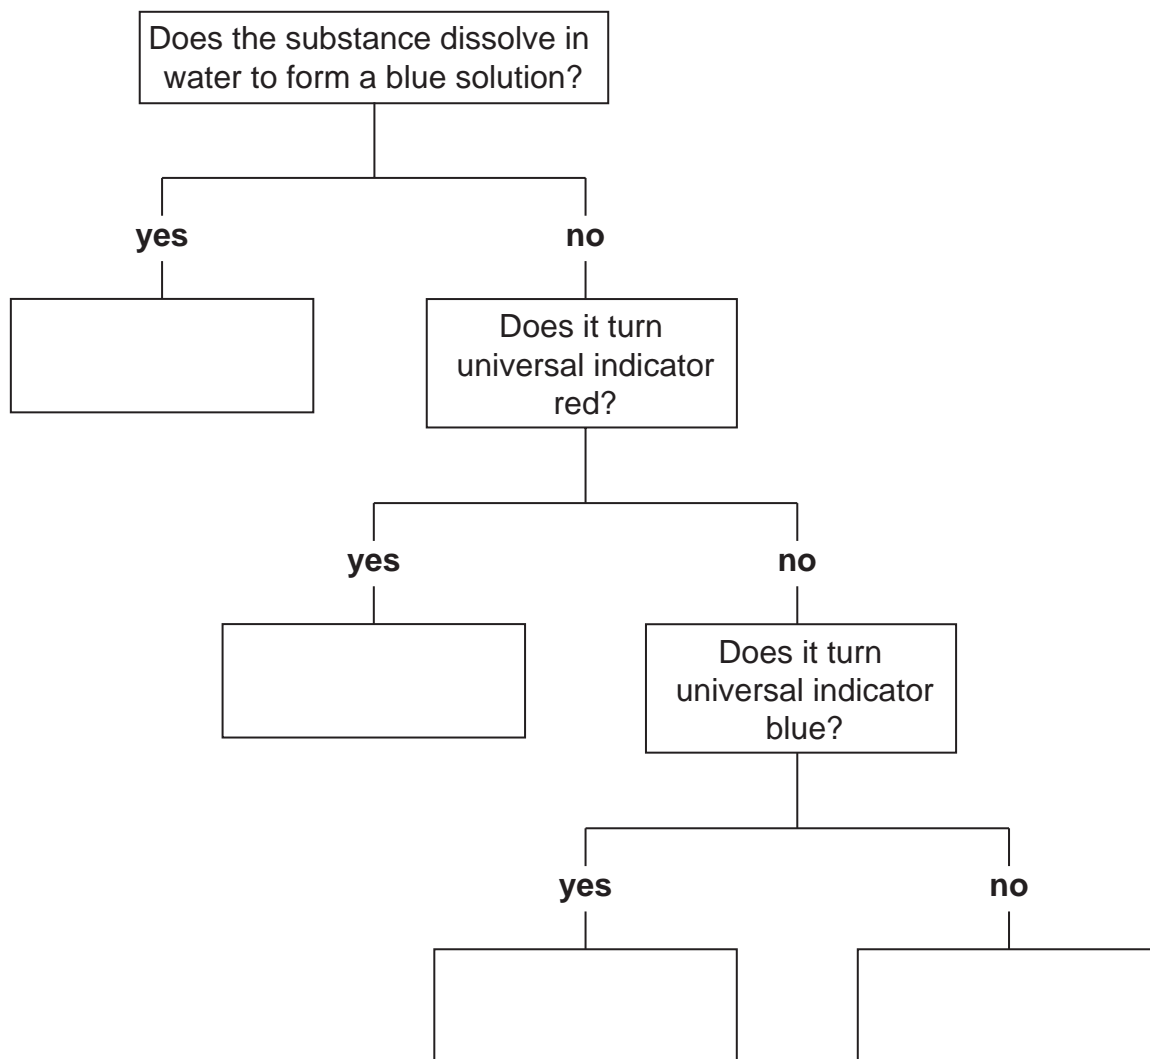 Does the substance dissolve in
water to form a blue solution?
yes
no
Does it turn
universal indicator
red?
yes
no
Does it turn
universal indicator
blue?
yes
no